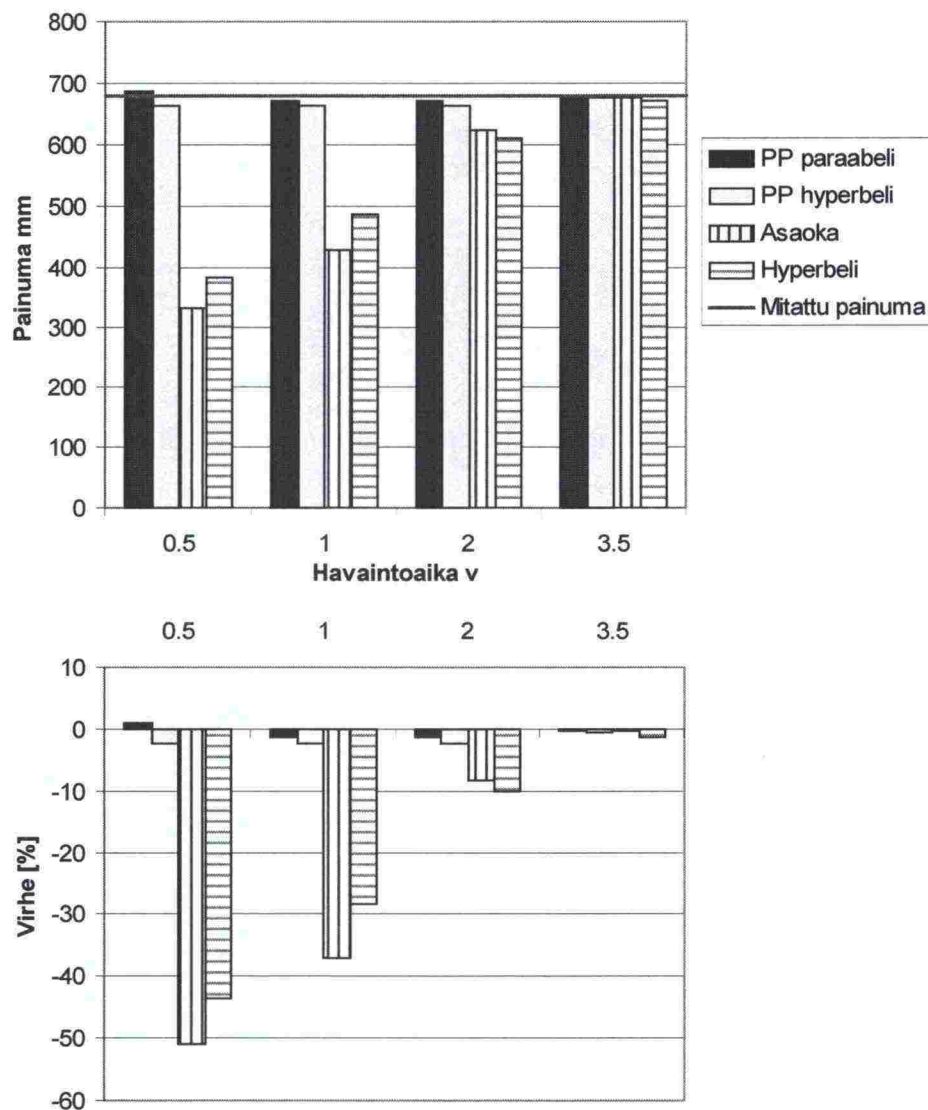 Painuma mm
800
700
600
500
400
300
200
100
0
0.5 1 2 3.5
Havaintoaika v
PP paraabeli
PP hyperbeli
Asaoka
Hyperbeli
Mitattu painuma
0.5 1 2 3.5
Virhe [%]
10
0
-10
-20
-30
-40
-50
-60